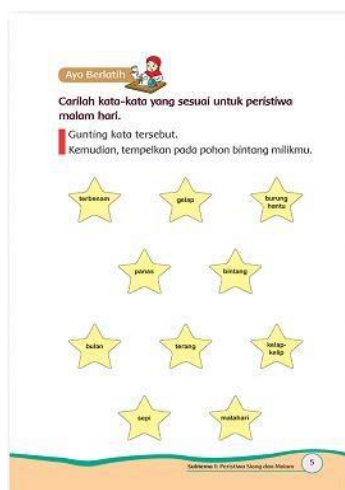 Ayo Berlatih
Carilah kata-kata yang sesuai untuk peristiwa
malam hari.
Gunting kata tersebut.
Kemudian, tempelkan pada pohon bintang milikmu.
terbenam
gelap
burung
hantu
panas
bintang
bulan
terang
kelap-
kelip
sepi
matahari
Subtema 1: Peristiwa Siang dan Malam
5